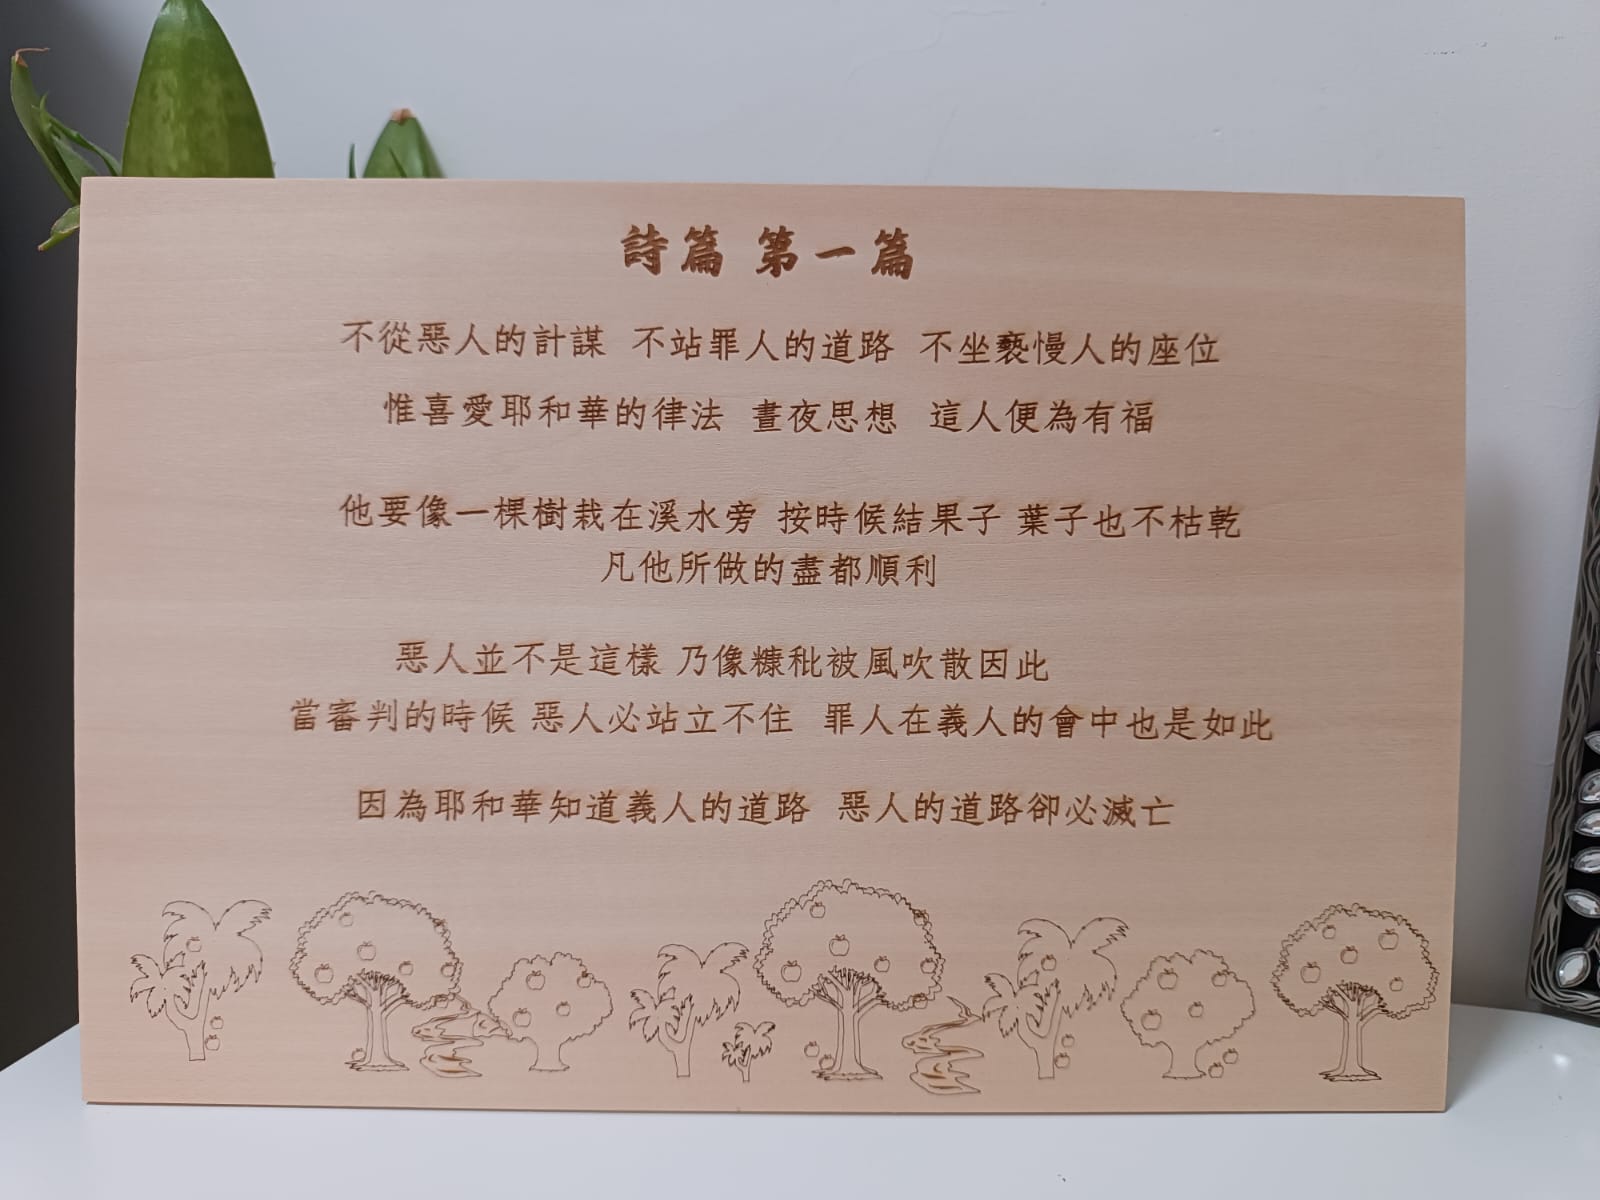 詩篇 第一篇
不從惡人的計謀 不站罪人的道路 不坐褻慢人的座位
惟喜愛耶和華的律法 晝夜思想 這人便為有福
他要像一棵樹栽在溪水旁 按時候結果子 葉子也不枯乾
凡他所做的盡都順利
惡人並不是這樣 乃像糠秕被風吹散因此
當審判的時候 惡人必站立不住 罪人在義人的會中也是如此
因為耶和華知道義人的道路 惡人的道路卻必滅亡